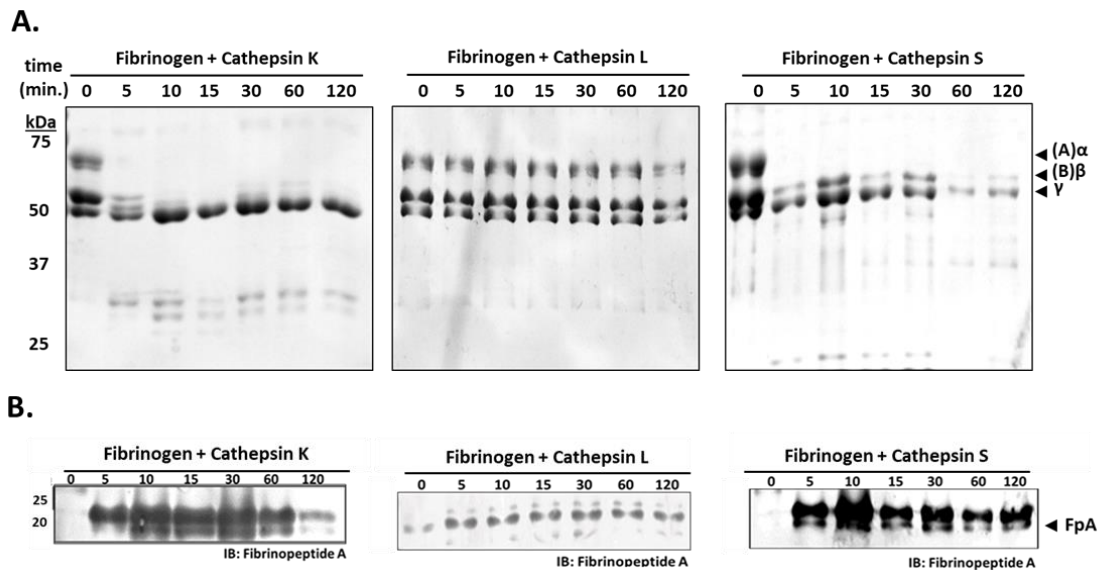 A.
Fibrinogen + Cathepsin K
Fibrinogen + Cathepsin L
Fibrinogen + Cathepsin S
time
(min.)
0 5 10 15 30 60 120
0 5 10 15 30 60 120
0 5 10 15 30 60 120
kDa
75
50
37
25
(A)α
(B)β
γ
B.
Fibrinogen + Cathepsin K
Fibrinogen + Cathepsin L
Fibrinogen + Cathepsin S
0 5 10 15 30 60 120
0 5 10 15 30 60 120
0 5 10 15 30 60 120
25
20
FpA
IB: Fibrinopeptide A
IB: Fibrinopeptide A
IB: Fibrinopeptide A